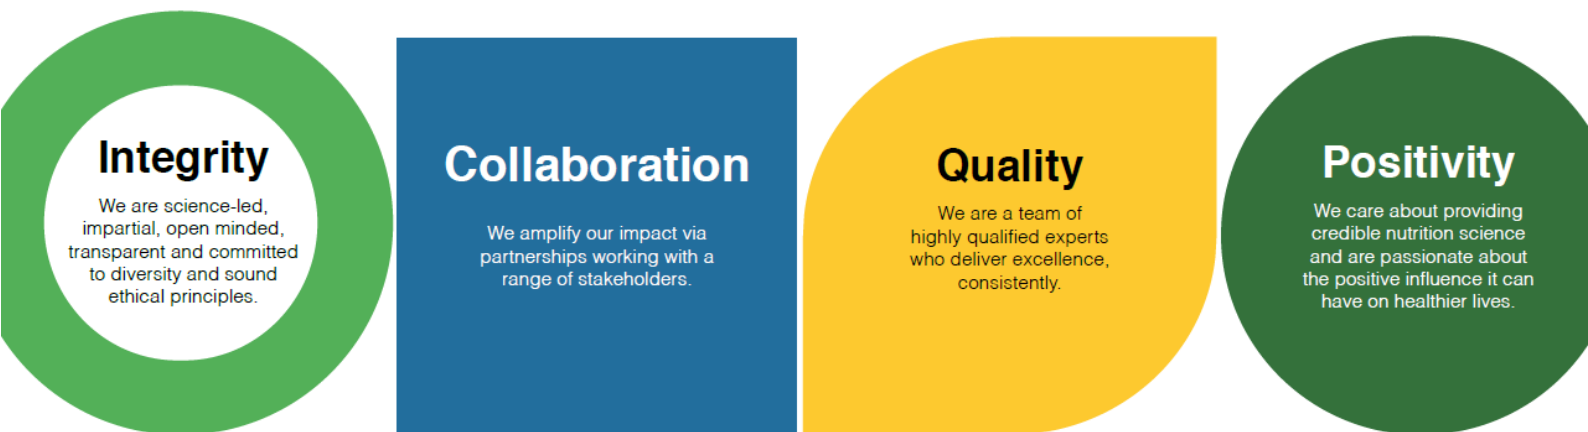 Integrity
We are science-led,
impartial, open minded,
transparent and committed
to diversity and sound
ethical principles.
Collaboration
We amplify our impact via
partnerships working with a
range of stakeholders.
Quality
We are a team of
highly qualified experts
who deliver excellence,
consistently.
Positivity
We care about providing
credible nutrition science
and are passionate about
the positive influence it can
have on healthier lives.